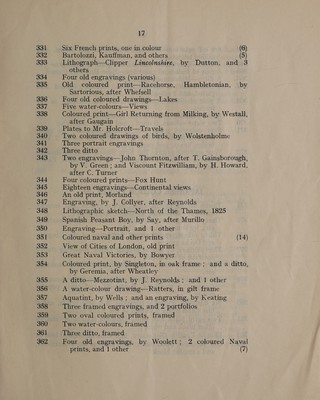 17
331 Six French prints, one in colour (6)
332 Bartolozzi, Kauffman, and others (5)
333 Lithograph—Clipper Lincolnshire, by Dutton, and 3
others
334 Four old engravings (various)
335 Old coloured print—Racehorse, Hambletonian, by
Sartorious, after Whefsell
336 Four old coloured drawings—Lakes
337 Five water-colours—Views
338 Coloured print—Girl Returning from Milking, by Westall,
after Gaugain
339 Plates to Mr. Holcroft—Travels
340 Two coloured drawings of birds, by Wolstenholme
341 Three portrait engravings
342 Three ditto
343 Two engravings—John Thornton, after T. Gainsborough,
by V. Green; and Viscount Fitzwilliam, by H. Howard,
after C. Turner
344 Four coloured prints—Fox Hunt
345 Eighteen engravings—Continental views
346 An old print, Morland
347 Engraving, by J. Collyer, after Reynolds
348 Lithographic sketch—North of the Thames, 1825
349 Spanish Peasant Boy, by Say, after Murillo
350 Engraving—Portrait; and 1 other
351 Coloured naval and other prints (14)
352 View of Cities of London, old print
353 Great Naval Victories, by Bowyer
354 Coloured print, by Singleton, in oak frame; and a ditto,
by Geremia, after Wheatley
355 A ditto—Mezzotint, by J. Reynolds; and 1 other
356 A water-colour drawing—Ratters, in gilt frame
357 Aquatint, by Wells; and an engraving, by Keating
358 Three framed engravings, and 2 portfolios
359 Two oval coloured prints, framed
360 Two water-colours, framed
361 Three ditto, framed
362 Four old engravings, by Woolett; 2 coloured Naval
prints, and 1 other (7)